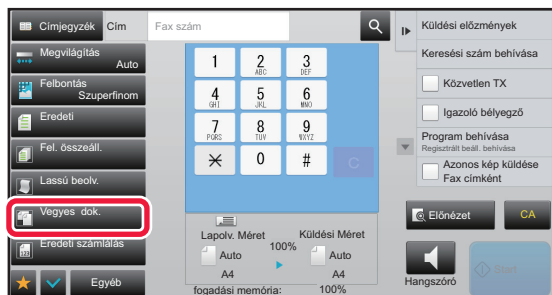 Címjegyzék Cím Fax szám
Megvilágítás
Auto
Felbontás
Szuperfinom
Eredeti
Fel. összeáll.
Lassú beolv.
Vegyes dok.
Eredeti számlálás
Egyéb
1 2 3
ABC DEF
4 5 6
GHI JKL MNO
7 8 9
PQRS TUV WXYZ
0 # C
Lapolv. Méret 100% Küldési Méret
Auto Auto
A4 A4
fogadási memória: 100%
Küldési előzmények
Keresési szám behívása
Közvetlen TX
Igazoló bélyegző
Program behívása
Regisztrált beáll. behívása
Azonos kép küldése
Fax címként
Előnézet CA
Hangszóró Start